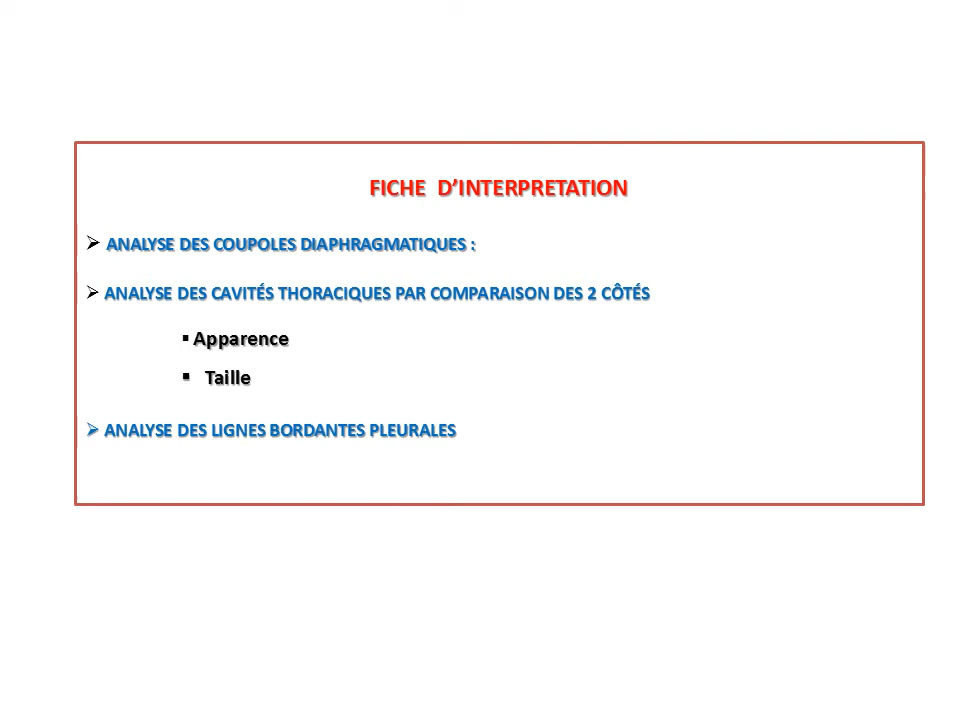 FICHE D’INTERPRETATION
➢ ANALYSE DES COUPOLES DIAPHRAGMATIQUES :
➢ ANALYSE DES CAVITÉS THORACIQUES PAR COMPARAISON DES 2 CÔTÉS
▪ Apparence
▪ Taille
➢ ANALYSE DES LIGNES BORDANTES PLEURALES